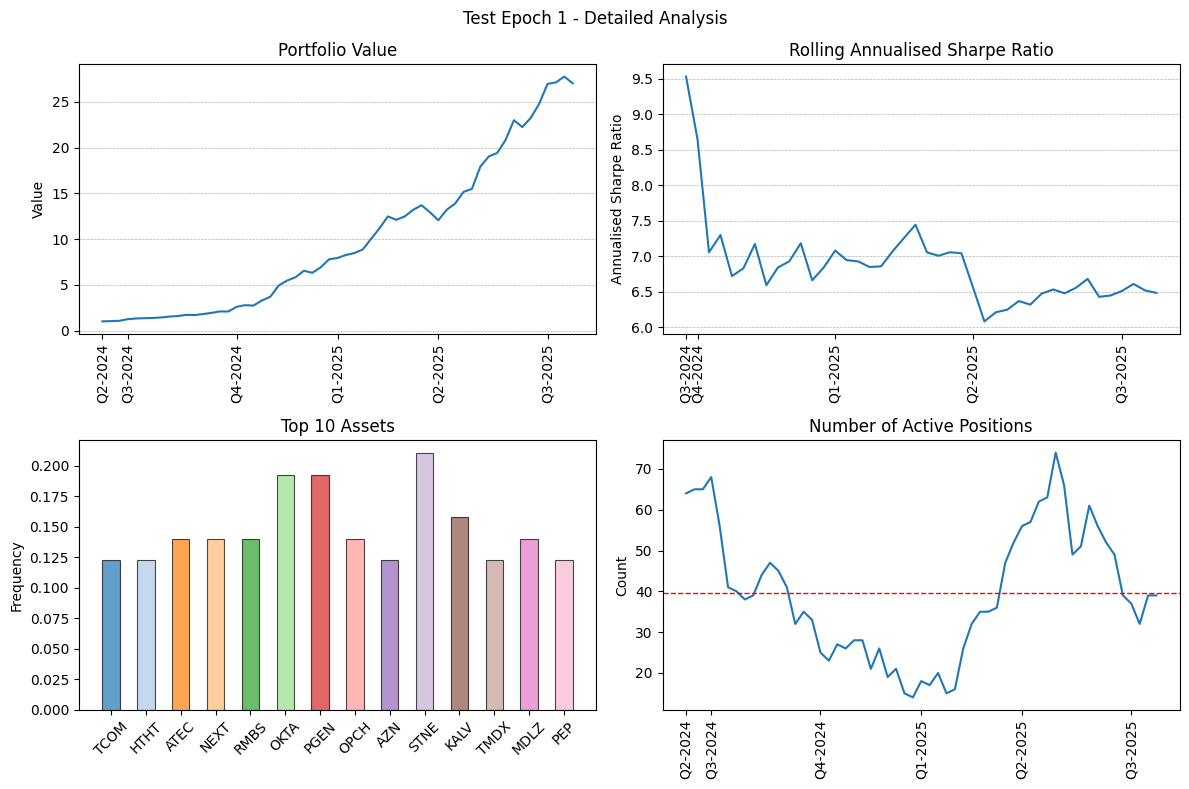 Test Epoch 1 - Detailed Analysis
Portfolio Value
Value
25
20
15
10
5
0
Q2-2024
Q3-2024
Q4-2024
Q1-2025
Q2-2025
Q3-2025
Rolling Annualised Sharpe Ratio
Annualised Sharpe Ratio
9.5
9.0
8.5
8.0
7.5
7.0
6.5
6.0
Q3-2024
Q4-2024
Q1-2025
Q2-2025
Q3-2025
Top 10 Assets
Frequency
0.200
0.175
0.150
0.125
0.100
0.075
0.050
0.025
0.000
TCOM
HTHT
ATEC
NEXT
RMBS
OKTA
PGEN
OPCH
AZN
STNE
KALV
TMDX
MDLZ
PEP
Number of Active Positions
Count
70
60
50
40
30
20
Q2-2024
Q3-2024
Q4-2024
Q1-2025
Q2-2025
Q3-2025